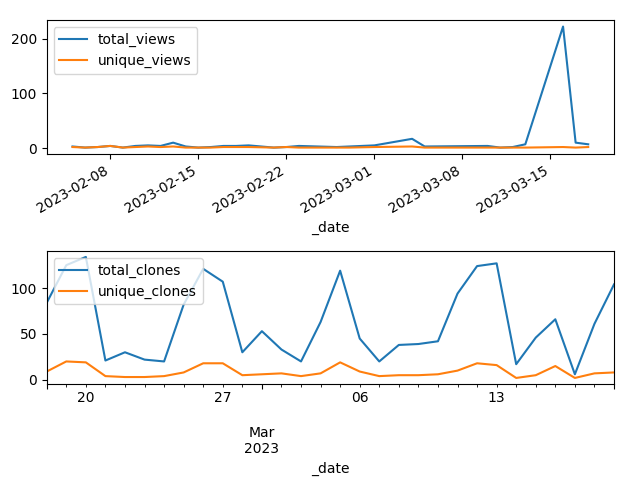 200
100
0
total_views
unique_views
2023-02-08
2023-02-15
2023-02-22
2023-03-01
2023-03-08
2023-03-15
_date
100
50
0
total_clones
unique_clones
20
27
06
13
Mar
2023
_date